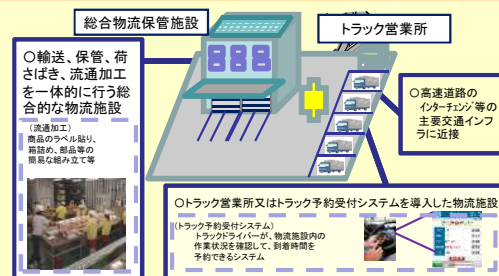 総合物流保管施設
トラック営業所
〇輸送、保管、荷
さばき、流通加工
を一体的に行う総
合的な物流施設
(流通加工)
商品のラベル貼り、
箱詰め、部品等の
簡易な組み立て等
888
〇高速道路の
インターチェンジ等の
主要交通インフ
ラに近接
〇トラック営業所又はトラック予約受付システムを導入した物流施設
(トラック予約受付システム)
トラックドライバーが、物流施設内の
作業状況を確認して、到着時間を
予約できるシステム